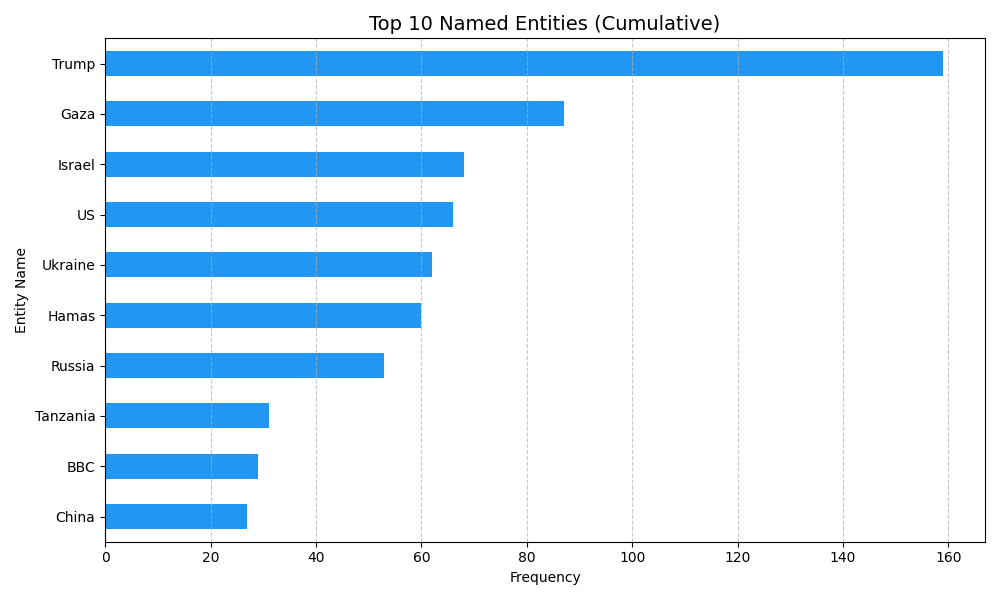 Top 10 Named Entities (Cumulative)
Entity Name
Trump
Gaza
Israel
US
Ukraine
Hamas
Russia
Tanzania
BBC
China
0 20 40 60 80 100 120 140 160
Frequency